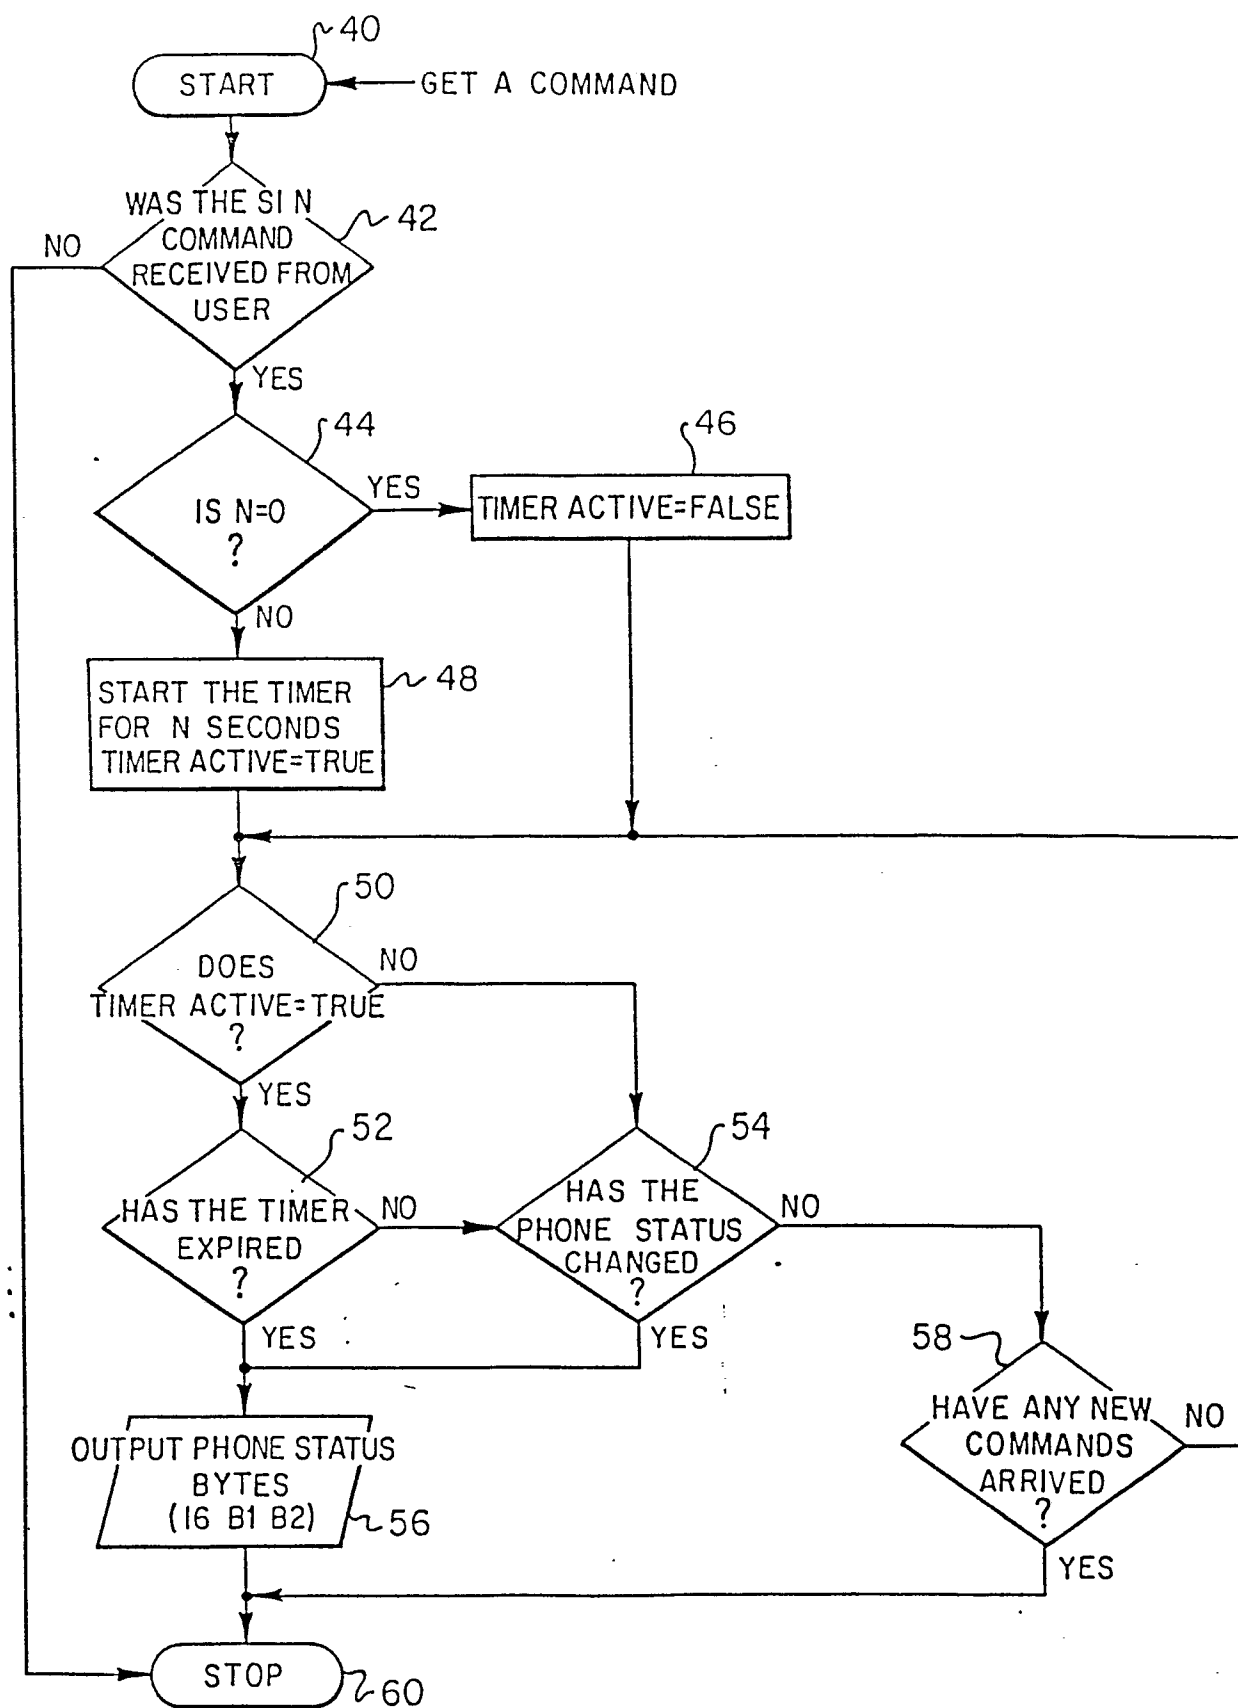 40
START
GET A COMMAND
WAS THE SI N
COMMAND
RECEIVED FROM
USER
42
NO
YES
44
IS N=0
?
YES
46
TIMER ACTIVE=FALSE
NO
48
START THE TIMER
FOR N SECONDS
TIMER ACTIVE=TRUE
50
DOES
TIMER ACTIVE=TRUE
?
NO
YES
52
HAS THE TIMER
EXPIRED
?
NO
54
HAS THE
PHONE STATUS
CHANGED
?
NO
YES
YES
58
HAVE ANY NEW
COMMANDS
ARRIVED
?
NO
OUTPUT PHONE STATUS
BYTES
(16 B1 B2)
56
YES
STOP
60